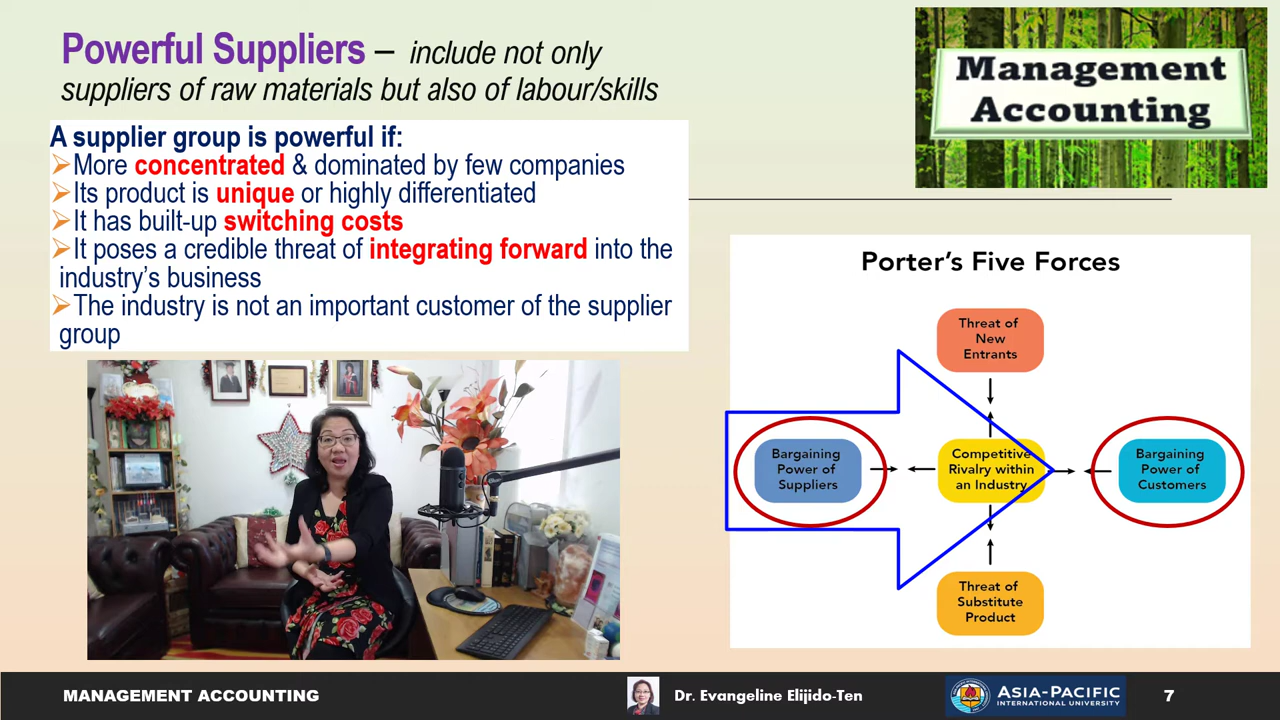 Powerful Suppliers – include not only
suppliers of raw materials but also of labour/skills
A supplier group is powerful if:
➢More concentrated & dominated by few companies
➢Its product is unique or highly differentiated
➢It has built-up switching costs
➢It poses a credible threat of integrating forward into the
industry's business
➢The industry is not an important customer of the supplier
group
Management
Accounting
Porter's Five Forces
Threat of
New
Entrants
Bargaining
Power of
Suppliers
Competitive
Rivalry within
an Industry
Bargaining
Power of
Customers
Threat of
Substitute
Product
MANAGEMENT ACCOUNTING
Dr. Evangeline Elijido-Ten
ASIA-PACIFIC
INTERNATIONAL UNIVERSITY
7